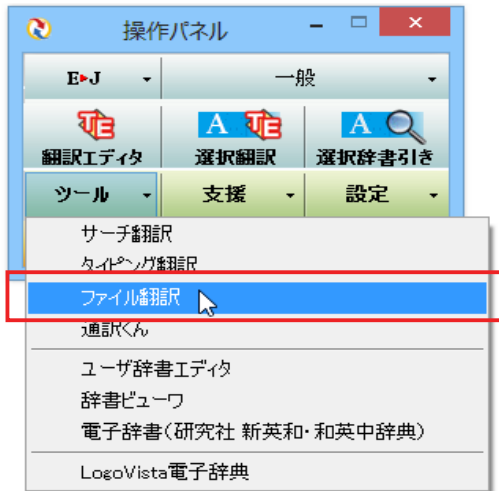 操作パネル
E▶J 一般
TE A TE A
翻訳エディタ 選択翻訳 選択辞書引き
ツール 支援 設定
サーチ翻訳
タイピング翻訳
ファイル翻訳
通訳くん
ユーザ辞書エディタ
辞書ビューワ
電子辞書(研究社 新英和・和英中辞典)
LogoVista電子辞典